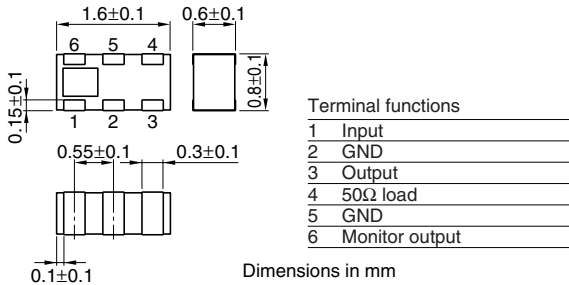 1.6±0.1
0.6±0.1
6 5 4
0.15±0.1
0.8±0.1
1 2 3
0.55±0.1
0.3±0.1
0.1±0.1
Dimensions in mm
Terminal functions
1 Input
2 GND
3 Output
4 50Ω load
5 GND
6 Monitor output